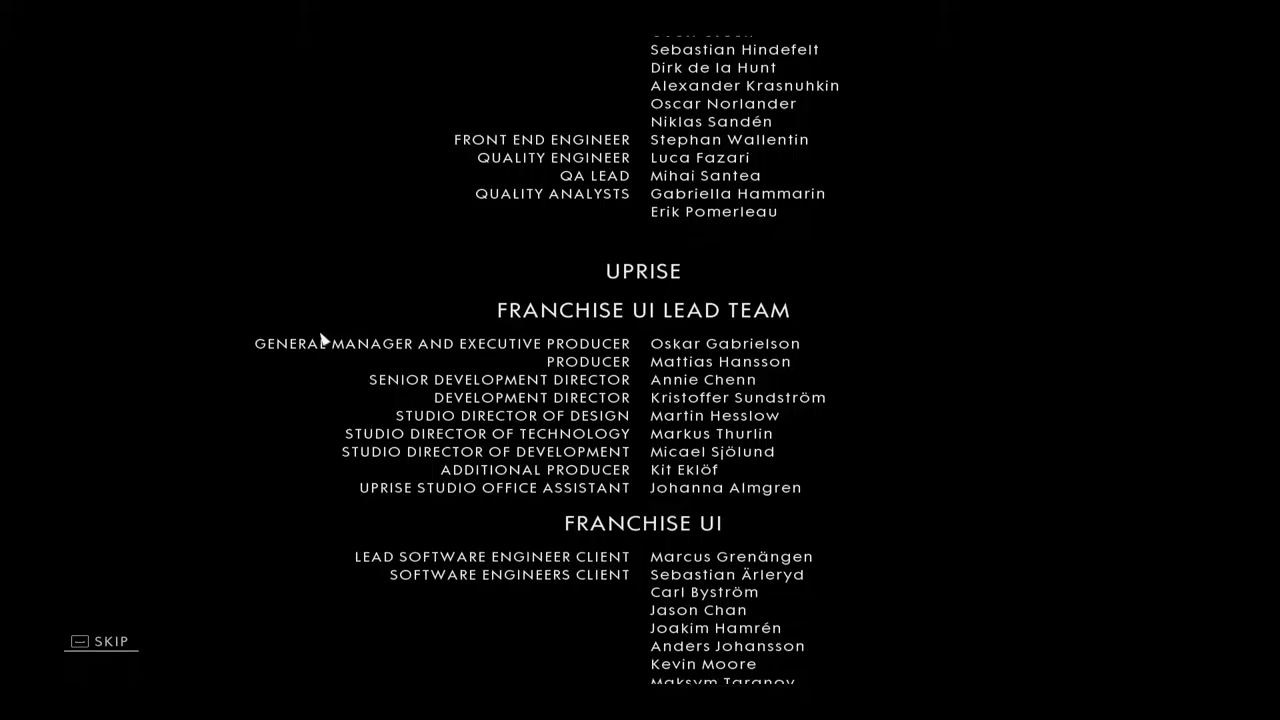 Sebastian Hindefelt
Dirk de la Hunt
Alexander Krasnuhkin
Oscar Norlander
Niklas Sandén
FRONT END ENGINEER Stephan Wallentin
QUALITY ENGINEER Luca Fazari
QA LEAD Mihai Santea
QUALITY ANALYSTS Gabriella Hammarin
Erik Pomerleau
UPRISE
FRANCHISE UI LEAD TEAM
GENERAL MANAGER AND EXECUTIVE PRODUCER Oskar Gabrielson
PRODUCER Mattias Hansson
SENIOR DEVELOPMENT DIRECTOR Annie Chenn
DEVELOPMENT DIRECTOR Kristoffer Sundström
STUDIO DIRECTOR OF DESIGN Martin Hesslow
STUDIO DIRECTOR OF TECHNOLOGY Markus Thurlin
STUDIO DIRECTOR OF DEVELOPMENT Micael Sjölund
ADDITIONAL PRODUCER Kit Eklöf
UPRISE STUDIO OFFICE ASSISTANT Johanna Almgren
FRANCHISE UI
LEAD SOFTWARE ENGINEER CLIENT Marcus Grenängen
SOFTWARE ENGINEERS CLIENT Sebastian Ärleryd
Carl Byström
Jason Chan
Joakim Hamrén
Anders Johansson
Kevin Moore
Maksym Taranov
SKIP